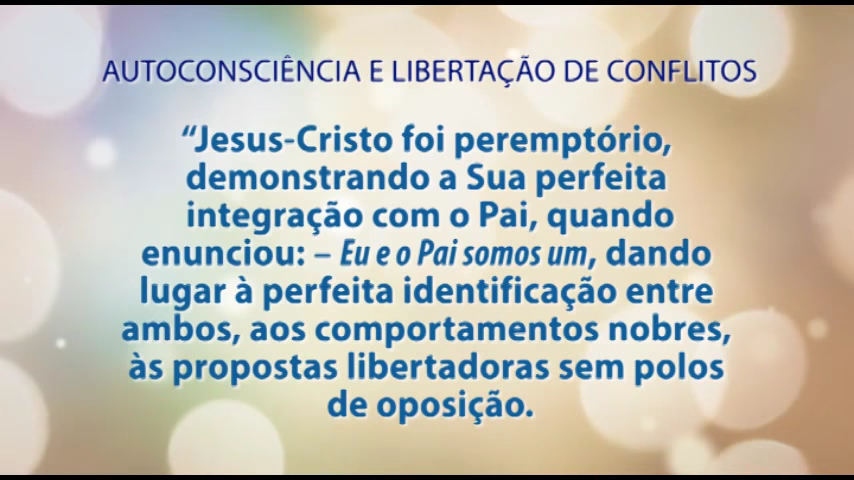 AUTOCONSCIÊNCIA E LIBERTAÇÃO DE CONFLITOS
“Jesus-Cristo foi peremptório,
demonstrando a Sua perfeita
integração com o Pai, quando
enunciou: – Eu e o Pai somos um, dando
lugar à perfeita identificação entre
ambos, aos comportamentos nobres,
às propostas libertadoras sem polos
de oposição.